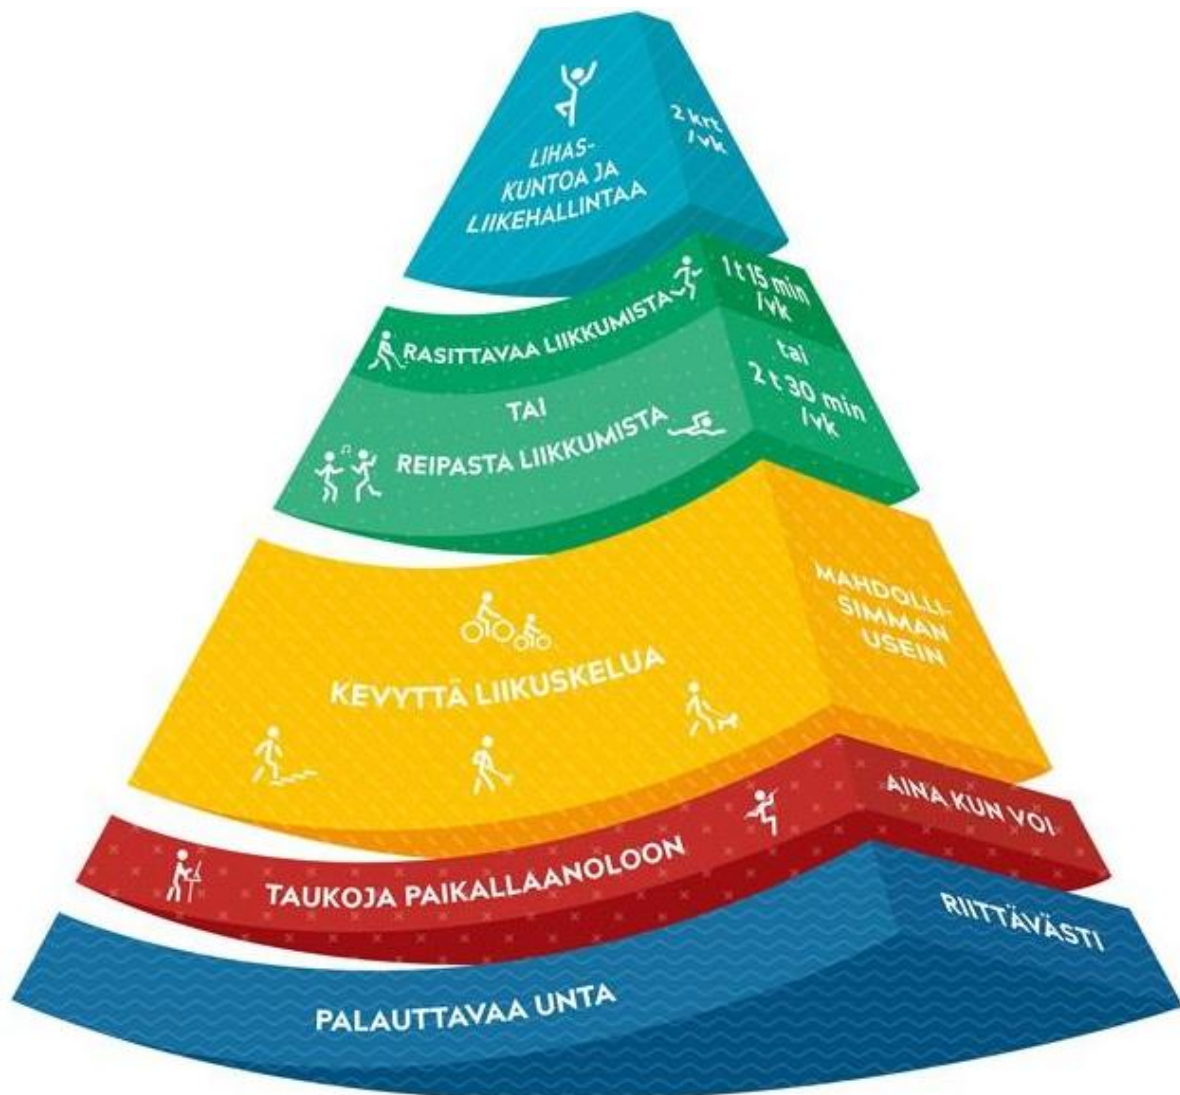 LIHAS-
KUNTOA JA
LIIKEHALLINTAA
2 krt
/vk
RASITTAVAA LIIKKUMISTA
1 t 15 min
/vk
TAI
REIPASTA LIIKKUMISTA
tai
2 t 30 min
/vk
KEVYTTÄ LIIKUSKELUA
MAHDOLLI-
SIMMAN
USEIN
TAUKOJA PAIKALLAANOLOON
AINA KUN VOI
PALAUTTAVAA UNTA
RIITTÄVÄSTI